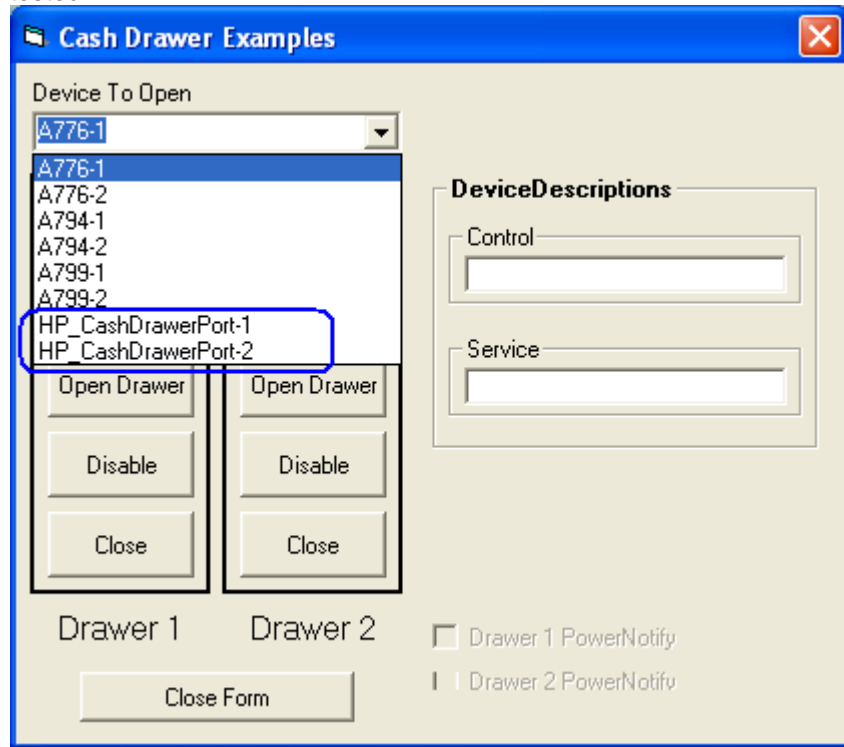 Cash Drawer Examples
Device To Open
A776-1
A776-1
A776-2
A794-1
A794-2
A799-1
A799-2
HP_CashDrawerPort-1
HP_CashDrawerPort-2
Open Drawer
Open Drawer
Disable
Disable
Close
Close
Drawer 1
Drawer 2
Close Form
DeviceDescriptions
Control
Service
Drawer 1 PowerNotify
Drawer 2 PowerNotify